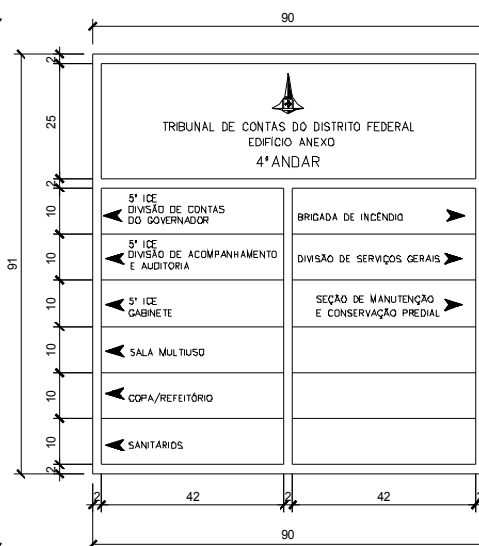 90
2
25
2
91
TRIBUNAL DE CONTAS DO DISTRITO FEDERAL
EDIFÍCIO ANEXO
4ª ANDAR
10
5ª ICE
DIVISÃO DE CONTAS
DO GOVERNADOR
BRIGADA DE INCÊNDIO
10
5ª ICE
DIVISÃO DE ACOMPANHAMENTO
E AUDITORIA
DIVISÃO DE SERVIÇOS GERAIS
10
5ª ICE
GABINETE
SEÇÃO DE MANUTENÇÃO
E CONSERVAÇÃO PREDIAL
10
SALA MULTIUSO
10
COPA/REFEITÓRIO
10
SANITÁRIOS
2
2
42
2
42
2
90